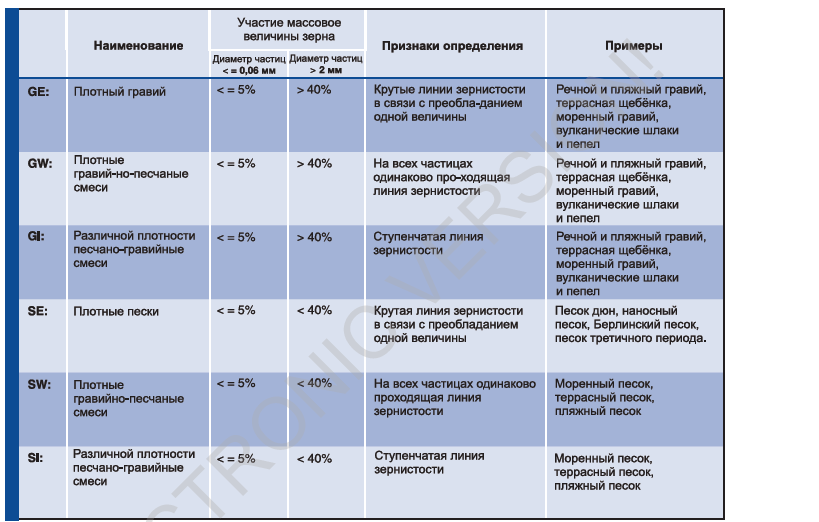 Наименование
Участие массовое
величины зерна
Диаметр частиц
< = 0,06 мм
Диаметр частиц
> 2 мм
Признаки определения
Примеры
GE:
Плотный гравий
< = 5%
> 40%
Крутые линии зернистости
в связи с преобла-данием
одной величины
Речной и пляжный гравий,
террасная щебёнка,
моренный гравий,
вулканические шлаки
и пепел
GW:
Плотные
гравий-но-песчаные
смеси
< = 5%
> 40%
На всех частицах
одинаково про-ходящая
линия зернистости
Речной и пляжный гравий,
террасная щебёнка,
моренный гравий,
вулканические шлаки
и пепел
GI:
Различной плотности
песчано-гравийные
смеси
< = 5%
> 40%
Ступенчатая линия
зернистости
Речной и пляжный гравий,
террасная щебёнка,
моренный гравий,
вулканические шлаки
и пепел
SE:
Плотные пески
< = 5%
< 40%
Крутая линия зернистости
в связи с преобладанием
одной величины
Песок дюн, наносный
песок, Берлинский песок,
песок третичного периода.
SW:
Плотные
гравийно-песчаные
смеси
< = 5%
< 40%
На всех частицах одинаково
проходящая линия
зернистости
Моренный песок,
террасный песок,
пляжный песок
SI:
Различной плотности
песчано-гравийные
смеси
< = 5%
< 40%
Ступенчатая линия
зернистости
Моренный песок,
террасный песок,
пляжный песок